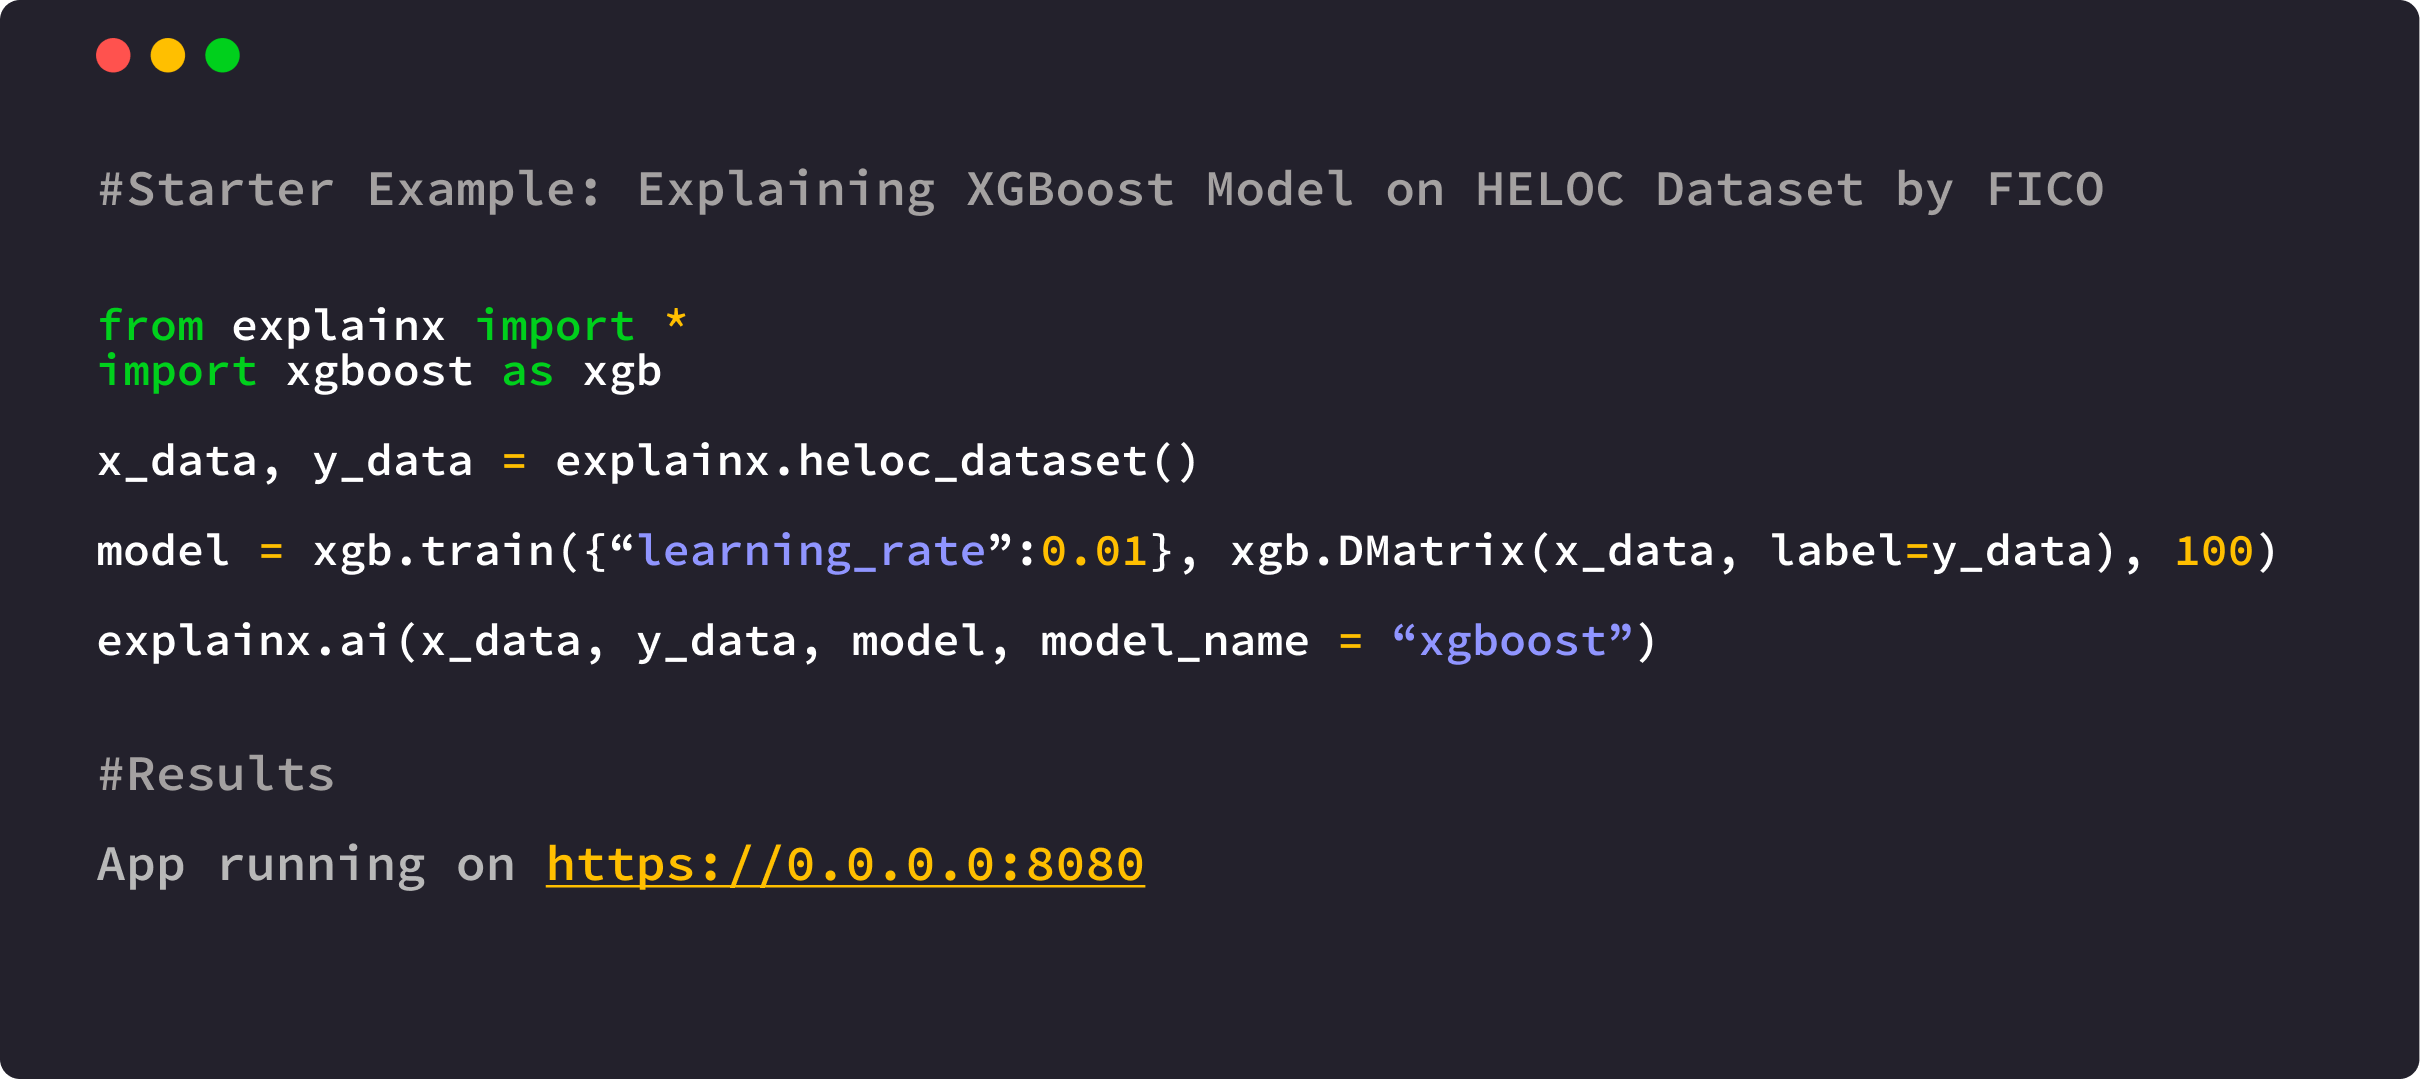 #Starter Example: Explaining XGBoost Model on HELOC Dataset by FICO
from explainx import *
import xgboost as xgb
x_data, y_data = explainx.heloc_dataset()
model = xgb.train({“learning_rate”:0.01}, xgb.DMatrix(x_data, label=y_data), 100)
explainx.ai(x_data, y_data, model, model_name = “xgboost”)
#Results
App running on https://0.0.0.0:8080